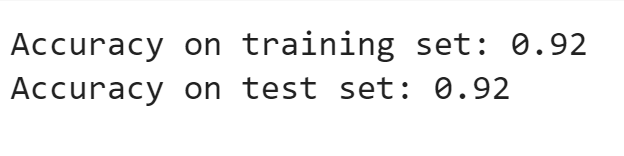 Accuracy on training set: 0.92
Accuracy on test set: 0.92